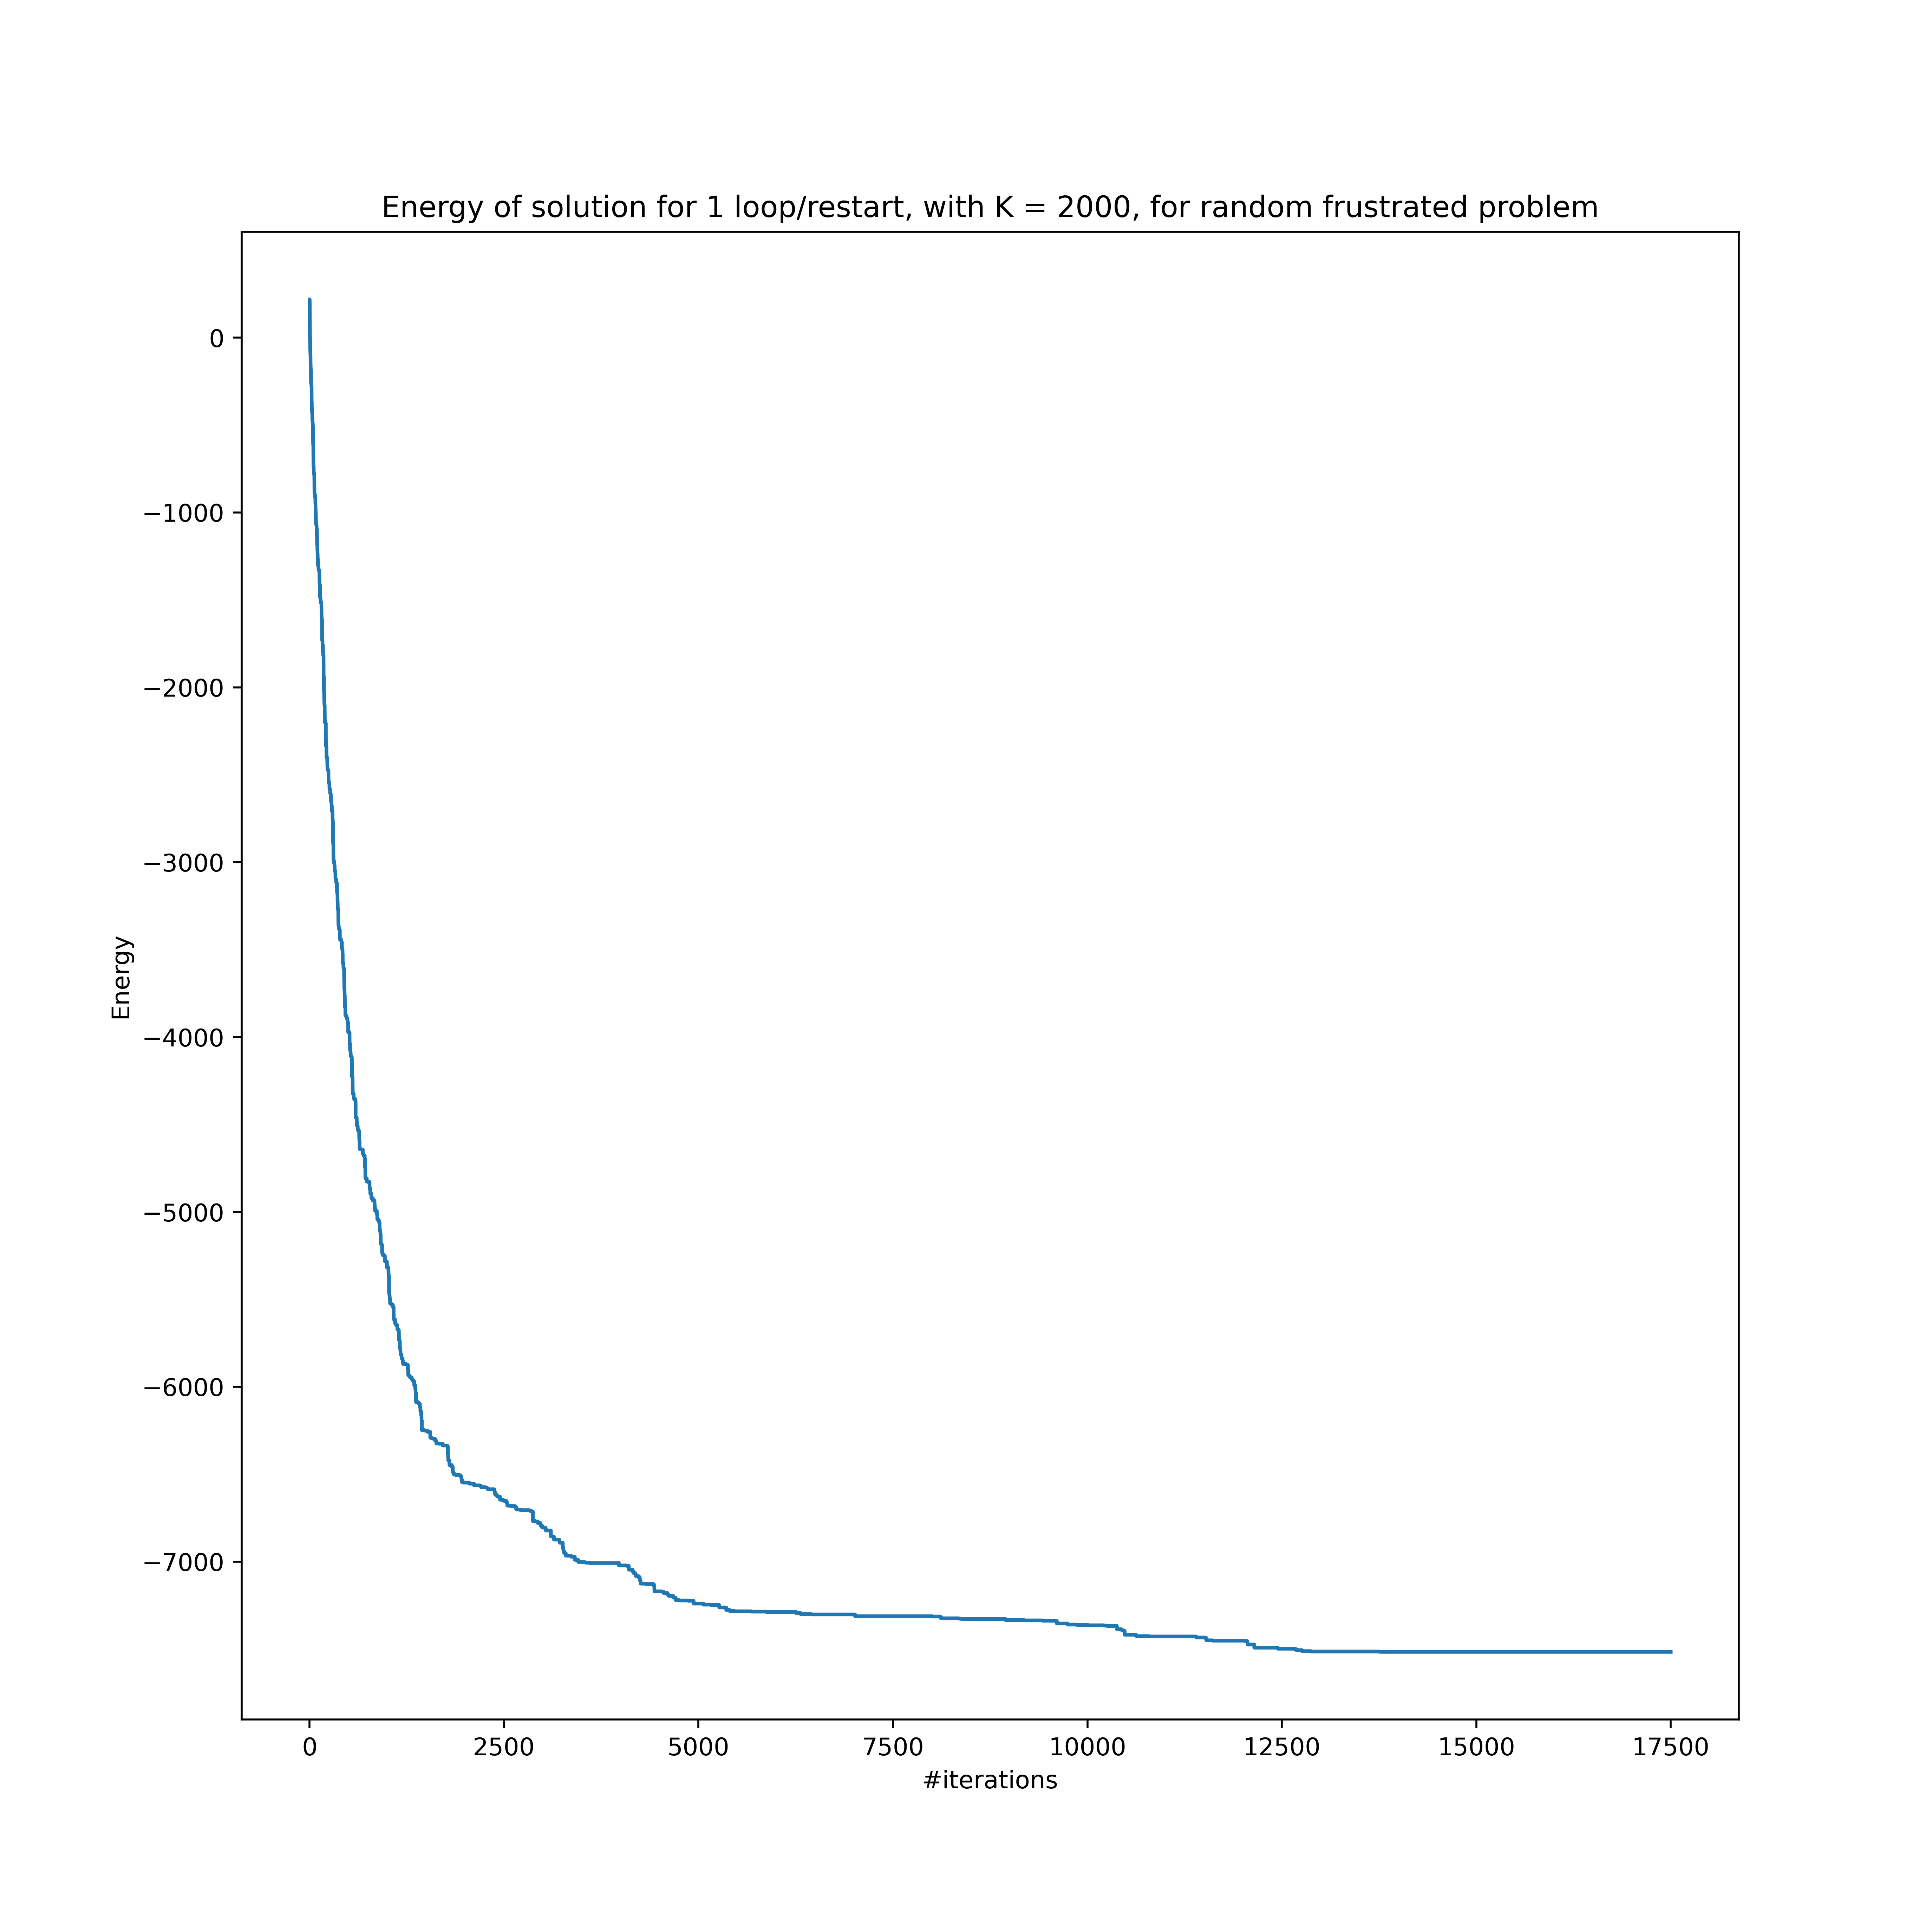 Energy of solution for 1 loop/restart, with K = 2000, for random frustrated problem
0
−1000
−2000
−3000
−4000
−5000
−6000
−7000
Energy
0 2500 5000 7500 10000 12500 15000 17500
#iterations